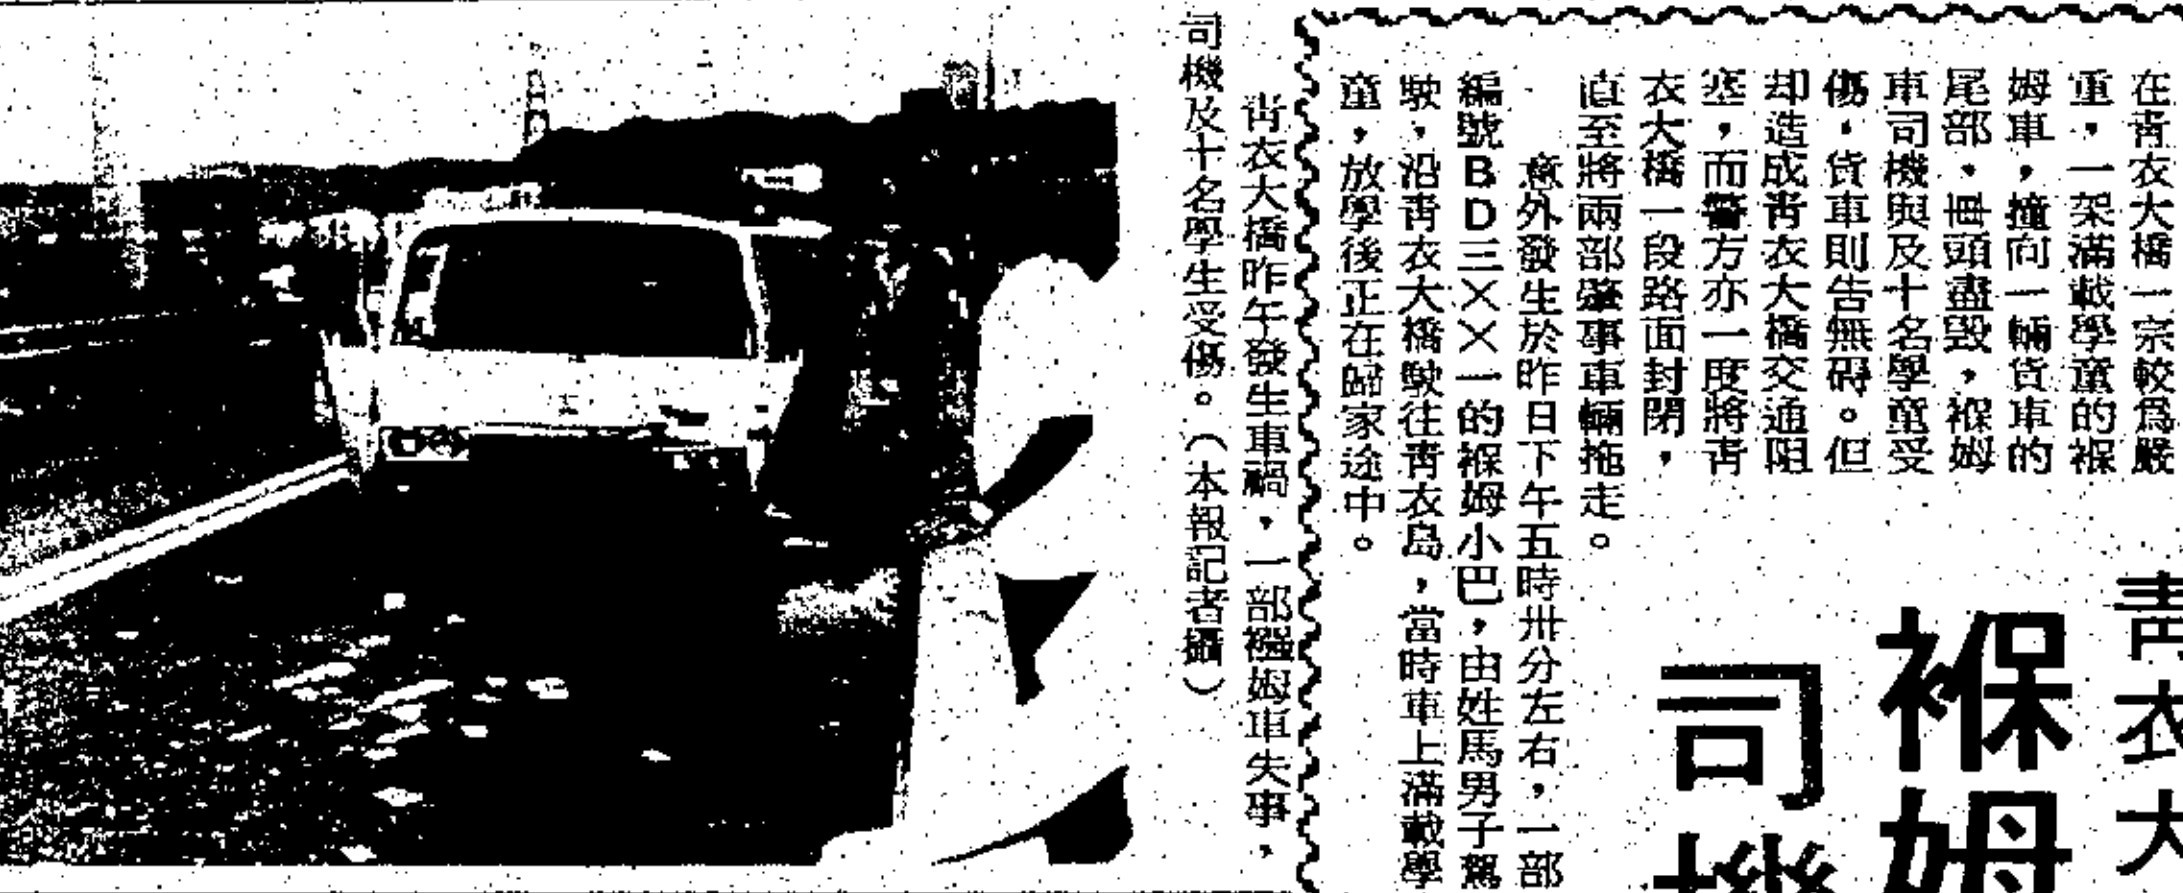 在青衣大橋一宗較爲嚴
重，一架滿載學童的褓
姆車，撞向一輛貨車的
尾部，冊頭盡毀，褓姆
車司機與及十名學童受
傷，貨車則告無碍。但
却造成青衣大橋交通阻
塞，而警方亦一度將青
衣大橋一段路面封閉，
直至將兩部肇事車輛拖走。
意外發生於昨日下午五時卅分左右，一部
編號BD三××一的褓姆小巴，由姓馬男子駕
駛，沿青衣大橋駛往青衣島，當時車上滿載學
童，放學後正在歸家途中。
青衣大
褓姆
司機
青衣大橋昨午發生車禍，一部褓姆車失事，
司機及十名學生受傷。（本報記者攝）